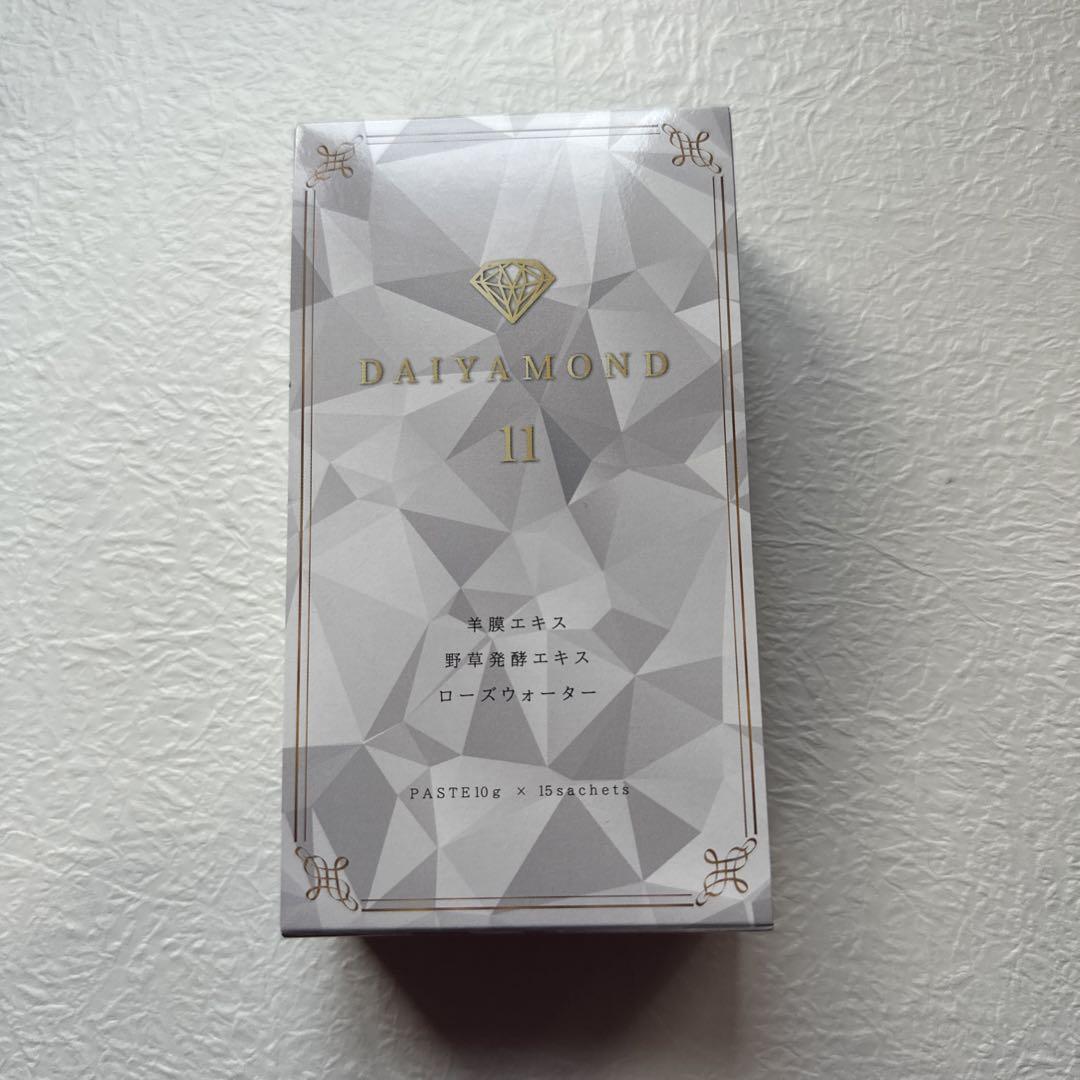 DAIYAMOND
11
羊膜エキス
野草発酵エキス
ローズウォーター
PASTE10g × 15sachets